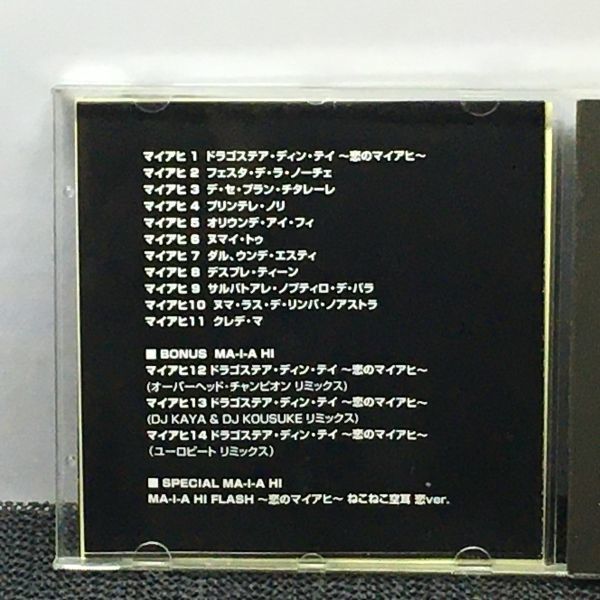 マイアヒ 1 ドラゴステア・ディン・テイ 〜恋のマイアヒ〜
マイアヒ 2 フェスタ・デ・ラ・ノーチェ
マイアヒ 3 デ・セ・プラン・チタレーレ
マイアヒ 4 プリンテレ・ノリ
マイアヒ 5 オリウンデ・アイ・フィ
マイアヒ 6 ヌマイ・トゥ
マイアヒ 7 ダル、ウンデ・エスティ
マイアヒ 8 デスプレ・ティーン
マイアヒ 9 サルバトアレ・ノプティロ・デ・バラ
マイアヒ10 ヌマ・ラス・デ・リンバ・ノアストラ
マイアヒ11 クレデ・マ
■ BONUS MA-I-A HI
マイアヒ12 ドラゴステア・ディン・テイ 〜恋のマイアヒ〜
(オーバーヘッド・チャンピオン リミックス)
マイアヒ13 ドラゴステア・ディン・テイ 〜恋のマイアヒ〜
(DJ KAYA & DJ KOUSUKE リミックス)
マイアヒ14 ドラゴステア・ディン・テイ 〜恋のマイアヒ〜
(ユーロビート リミックス)
■ SPECIAL MA-I-A HI
MA-I-A HI FLASH 〜恋のマイアヒ〜 ねこねこ空耳 恋ver.